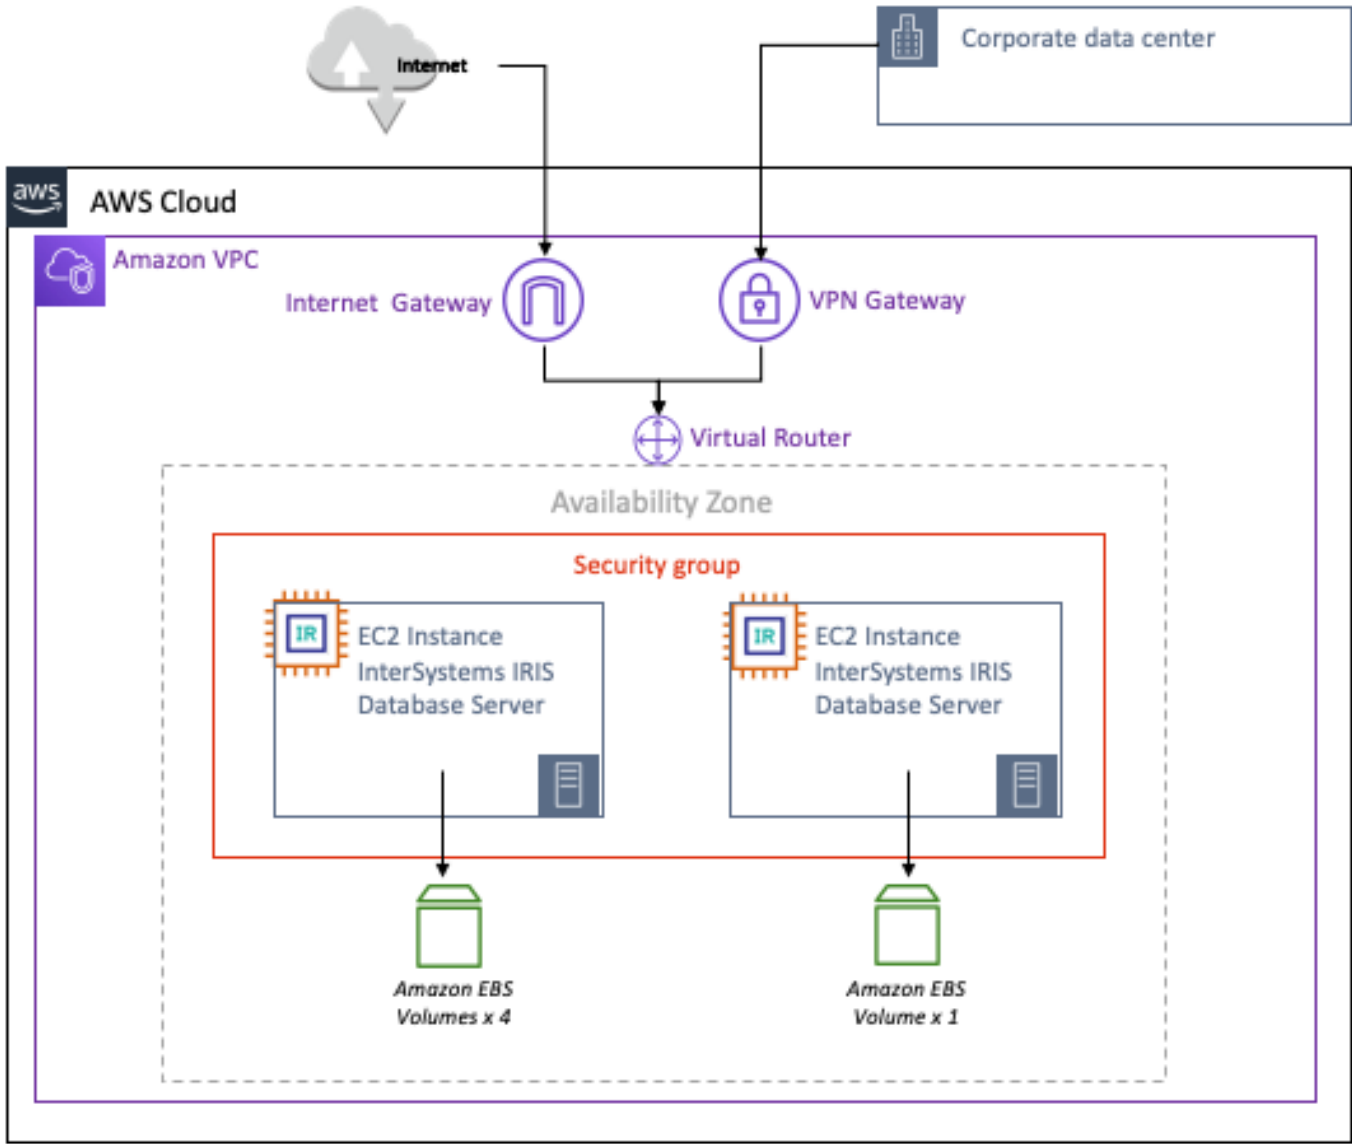 Internet
Corporate data center
aws
AWS Cloud
Amazon VPC
Internet Gateway
VPN Gateway
Virtual Router
Availability Zone
Security group
IR
EC2 Instance
InterSystems IRIS
Database Server
IR
EC2 Instance
InterSystems IRIS
Database Server
Amazon EBS
Volumes x 4
Amazon EBS
Volume x 1